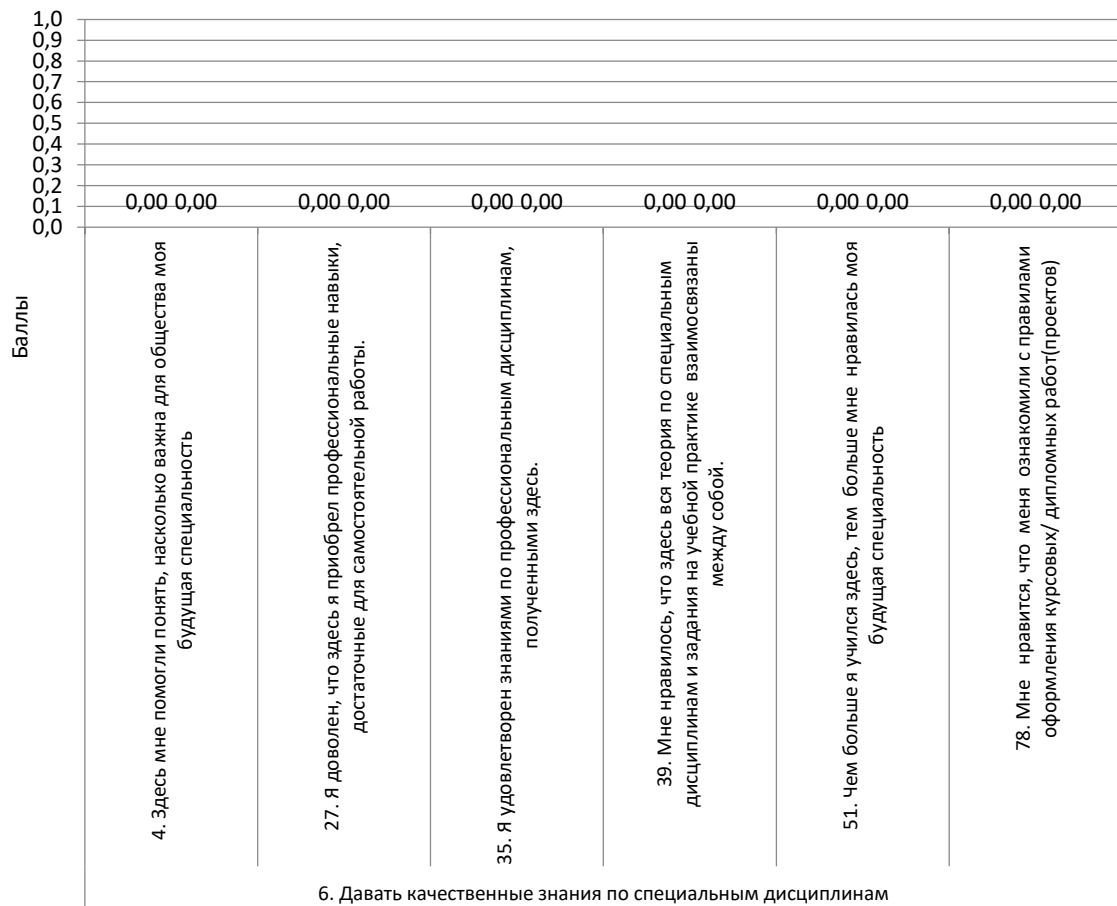 1,0
0,9
0,8
0,7
0,6
0,5
0,4
0,3
0,2
0,1
0,0
0,00 0,00
0,00 0,00
0,00 0,00
0,00 0,00
0,00 0,00
0,00 0,00
Баллы
4. Здесь мне помогли понять, насколько важна для общества моя
будущая специальность
27. Я доволен, что здесь я приобрел профессиональные навыки,
достаточные для самостоятельной работы.
35. Я удовлетворен знаниями по профессиональным дисциплинам,
полученными здесь.
39. Мне нравилось, что здесь вся теория по специальным
дисциплинам и задания на учебной практике взаимосвязаны
между собой.
51. Чем больше я учился здесь, тем больше мне нравилась моя
будущая специальность
78. Мне нравится, что меня ознакомили с правилами
оформления курсовых/ дипломных работ(проектов)
6. Давать качественные знания по специальным дисциплинам